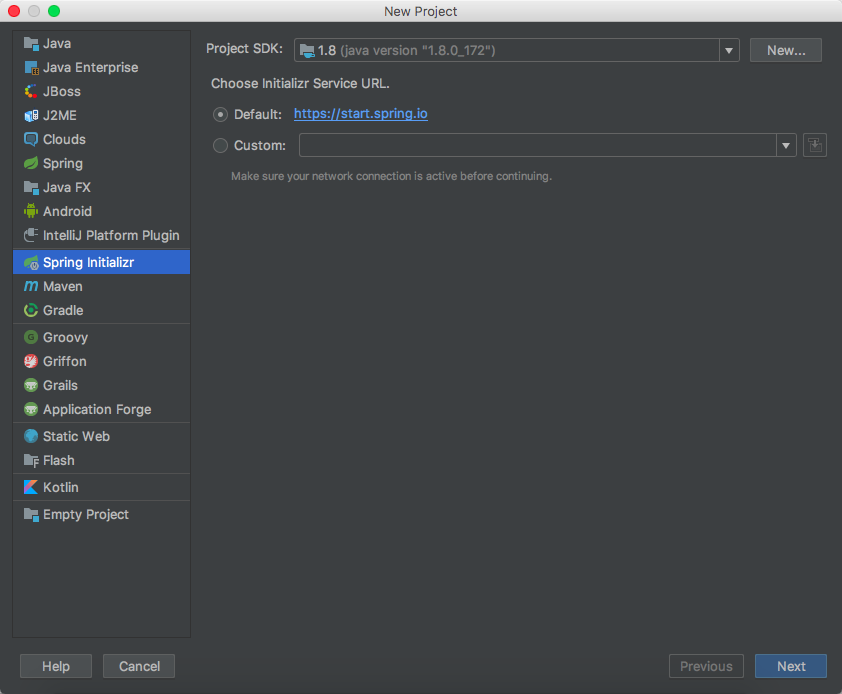 New Project
Java
Java Enterprise
JBoss
J2ME
Clouds
Spring
Java FX
Android
IntelliJ Platform Plugin
Spring Initializr
Maven
Gradle
Groovy
Griffon
Grails
Application Forge
Static Web
Flash
Kotlin
Empty Project
Project SDK: 1.8 (java version "1.8.0_172") New...
Choose Initializr Service URL.
Default: https://start.spring.io
Custom:
Make sure your network connection is active before continuing.
Help Cancel Previous Next